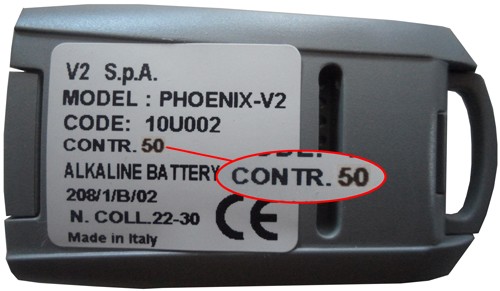 V2 S.p.A.
MODEL : PHOENIX-V2
CODE: 10U002
CONTR. 50
ALKALINE BATTERY
CONTR. 50
208/1/B/02
N. COLL.22-30
CE
Made in Italy